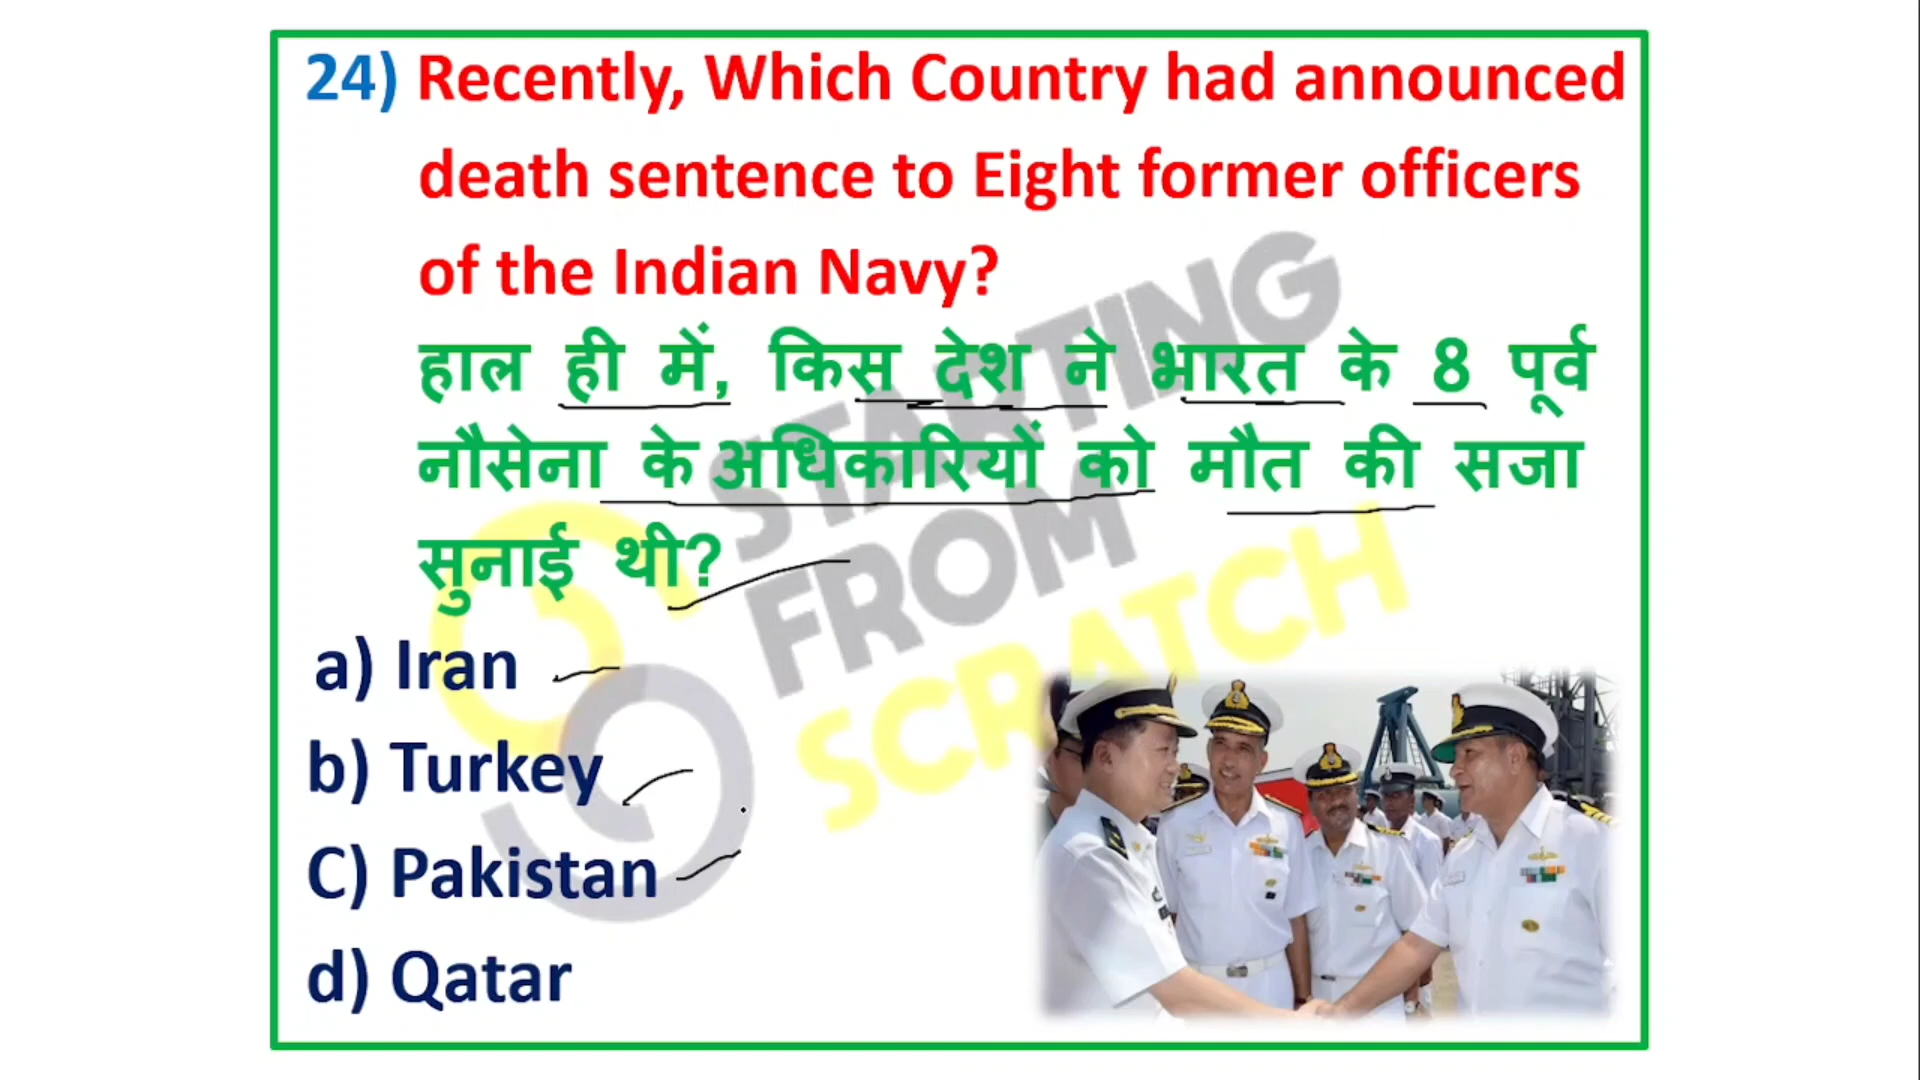 24) Recently, Which Country had announced
death sentence to Eight former officers
of the Indian Navy?
हाल ही में, किस देश ने भारत के 8 पूर्व
नौसेना के अधिकारियों को मौत की सजा
सुनाई थी?
a) Iran
b) Turkey
C) Pakistan
d) Qatar
STARTING
FROM
SCRATCH